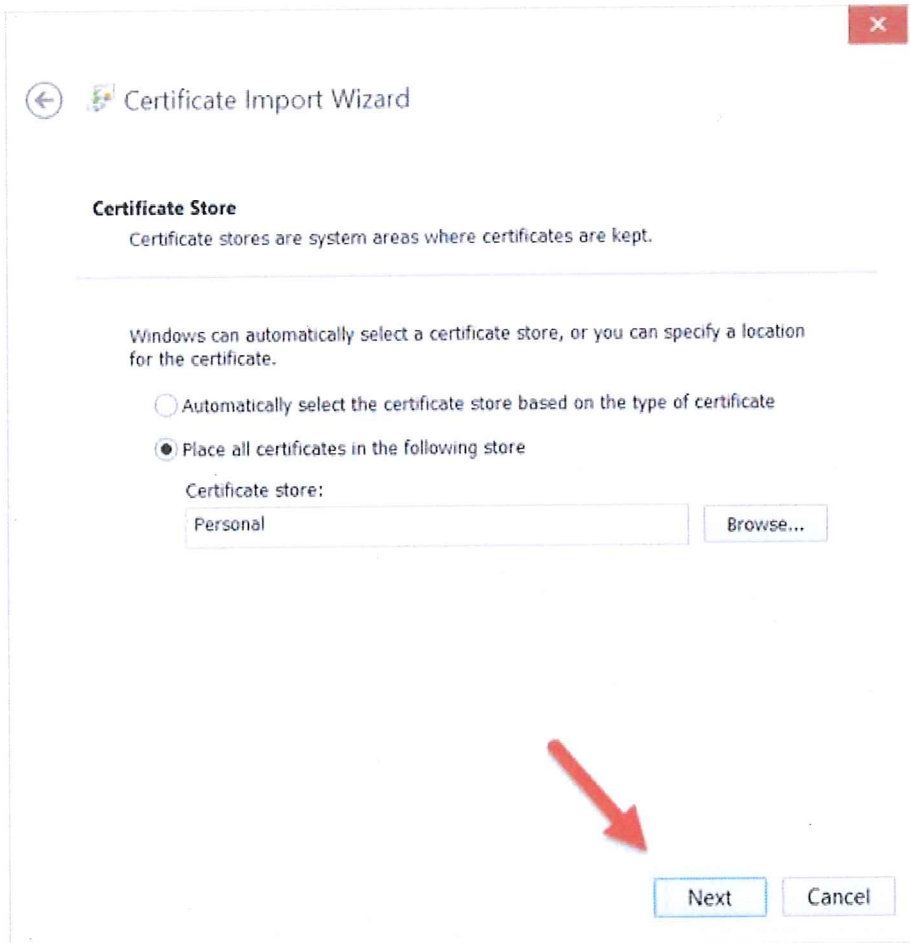 Certificate Import Wizard
Certificate Store
Certificate stores are system areas where certificates are kept.
Windows can automatically select a certificate store, or you can specify a location
for the certificate.
Automatically select the certificate store based on the type of certificate
Place all certificates in the following store
Certificate store:
Personal
Browse...
Next
Cancel